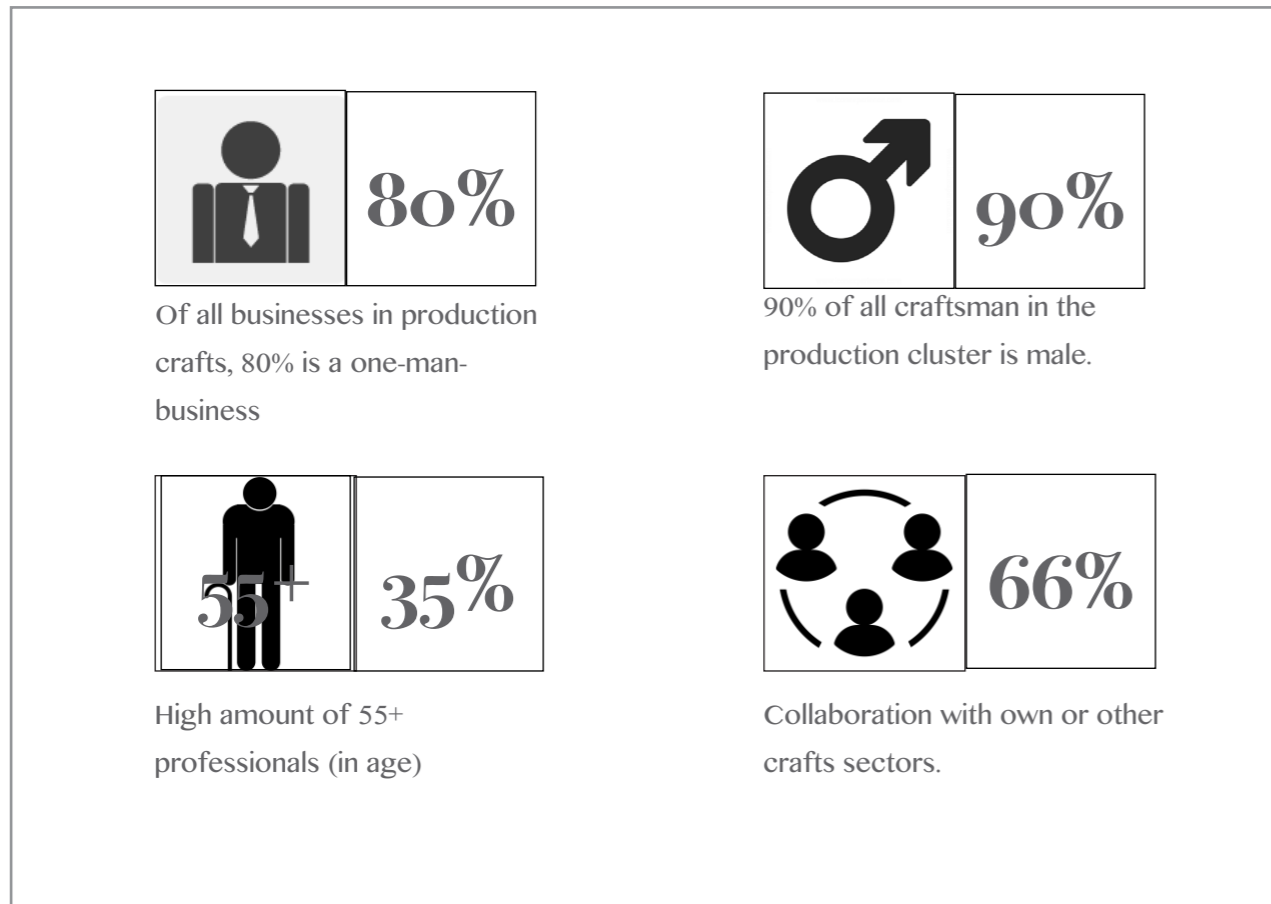 80%
Of all businesses in production
crafts, 80% is a one-man-
business
90%
90% of all craftsman in the
production cluster is male.
55+
35%
High amount of 55+
professionals (in age)
66%
Collaboration with own or other
crafts sectors.